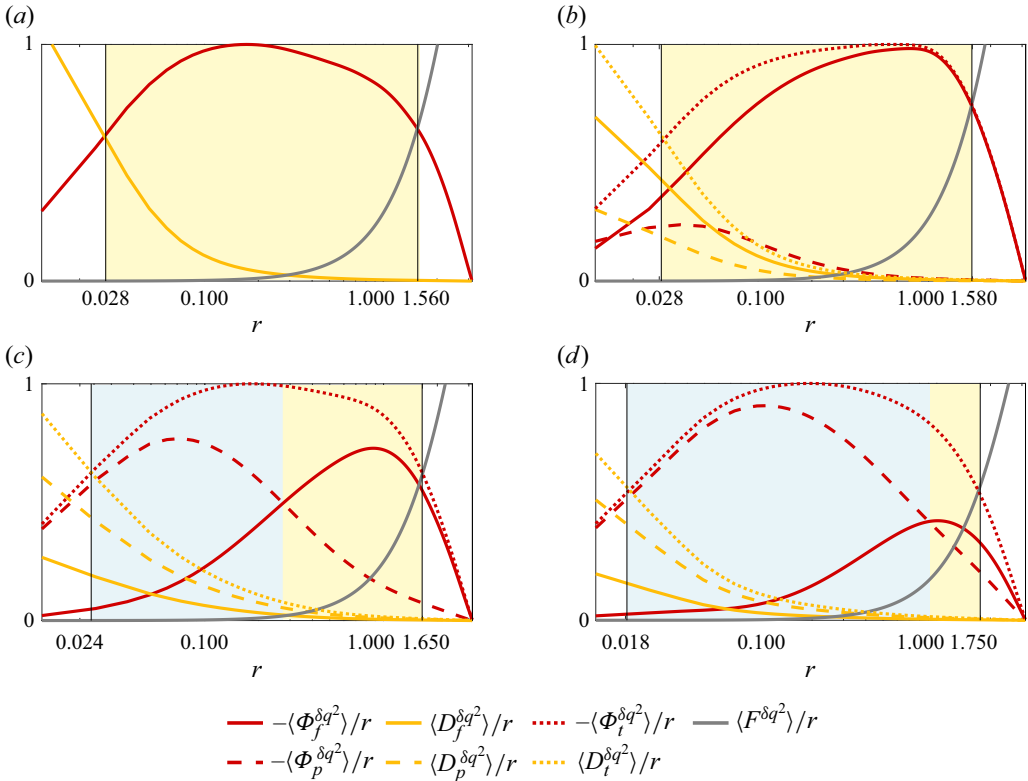 (a) (b)
1 1
0 0
0.028 0.100 1.000 1.560 0.028 0.100 1.000 1.580
r r
(c) (d)
1 1
0 0
0.024 0.100 1.000 1.650 0.018 0.100 1.000 1.750
r r
−⟨Φ_f^{δq²}⟩/r ⟨D_f^{δq²}⟩/r −⟨Φ_t^{δq²}⟩/r ⟨F^{δq²}⟩/r
−⟨Φ_p^{δq²}⟩/r ⟨D_p^{δq²}⟩/r ⟨D_t^{δq²}⟩/r